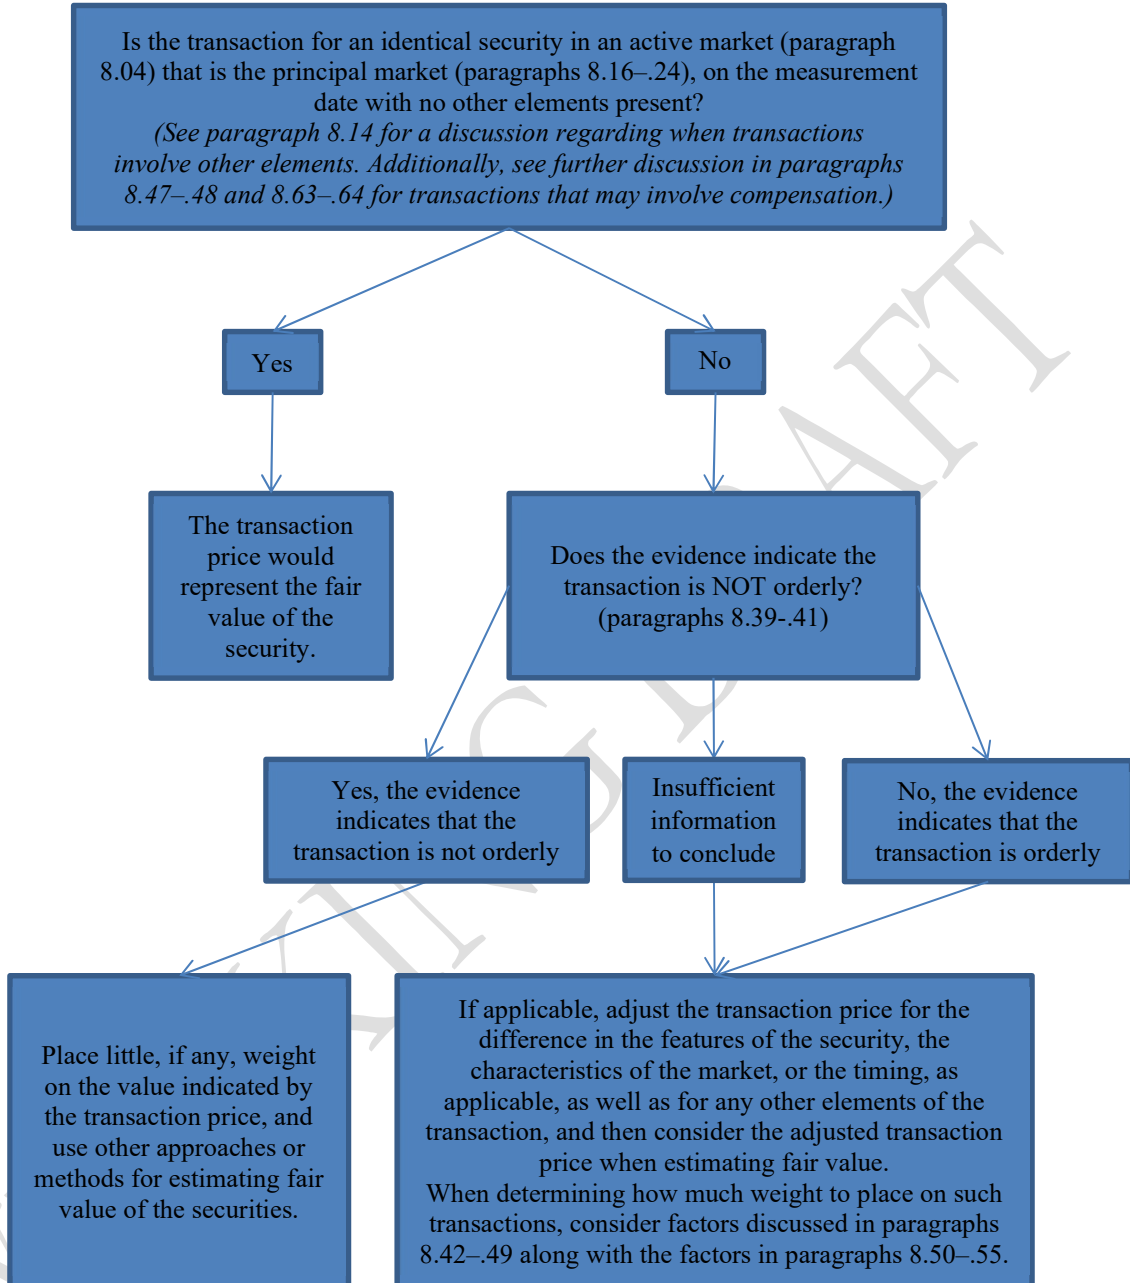 Is the transaction for an identical security in an active market (paragraph
8.04) that is the principal market (paragraphs 8.16–.24), on the measurement
date with no other elements present?
(See paragraph 8.14 for a discussion regarding when transactions
involve other elements. Additionally, see further discussion in paragraphs
8.47–.48 and 8.63–.64 for transactions that may involve compensation.)
Yes
No
The transaction
price would
represent the fair
value of the
security.
Does the evidence indicate the
transaction is NOT orderly?
(paragraphs 8.39-.41)
Yes, the evidence
indicates that the
transaction is not orderly
Insufficient
information
to conclude
No, the evidence
indicates that the
transaction is orderly
Place little, if any, weight
on the value indicated by
the transaction price, and
use other approaches or
methods for estimating fair
value of the securities.
If applicable, adjust the transaction price for the
difference in the features of the security, the
characteristics of the market, or the timing, as
applicable, as well as for any other elements of the
transaction, and then consider the adjusted transaction
price when estimating fair value.
When determining how much weight to place on such
transactions, consider factors discussed in paragraphs
8.42–.49 along with the factors in paragraphs 8.50–.55.